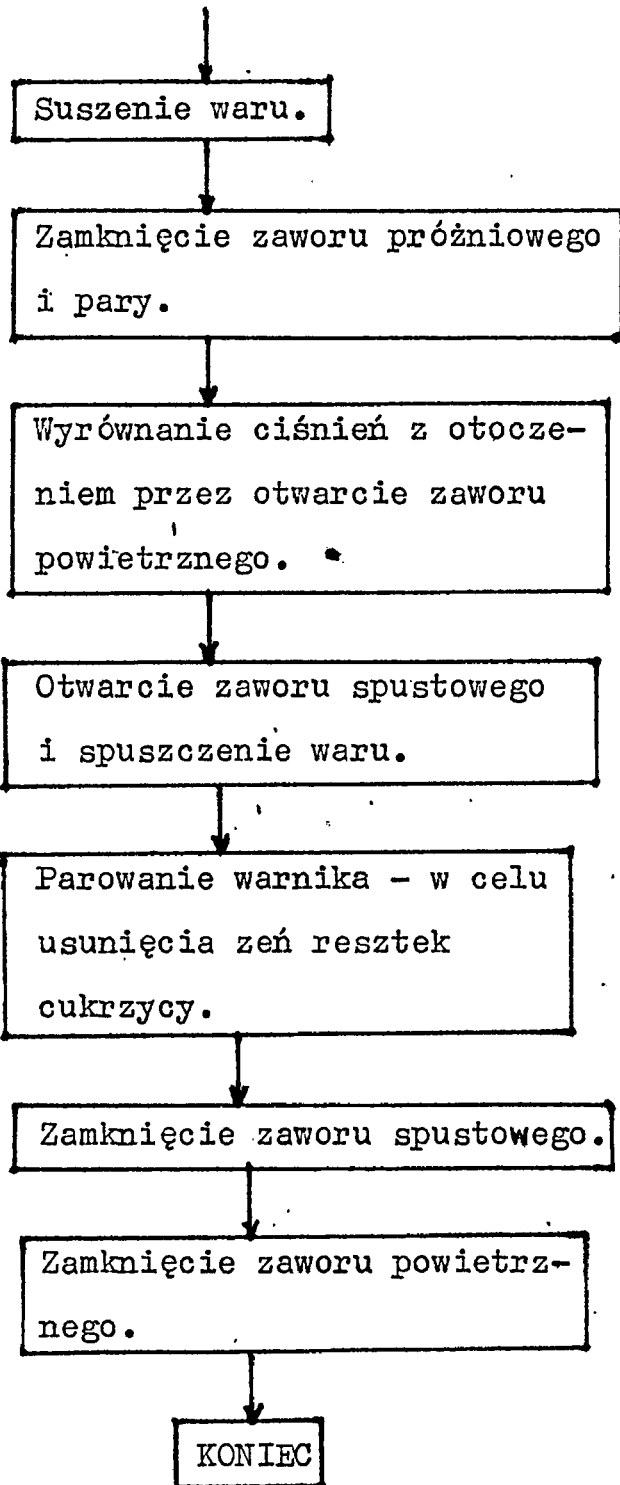 Suszenie waru.
Zamknięcie zaworu próżniowego
i pary.
Wyrównanie ciśnień z otocze-
niem przez otwarcie zaworu
powietrznego.
Otwarcie zaworu spustowego
i spuszczenie waru.
Parowanie warnika - w celu
usunięcia zeń resztek
cukrzycy.
Zamknięcie zaworu spustowego.
Zamknięcie zaworu powietrz-
nego.
KONIEC